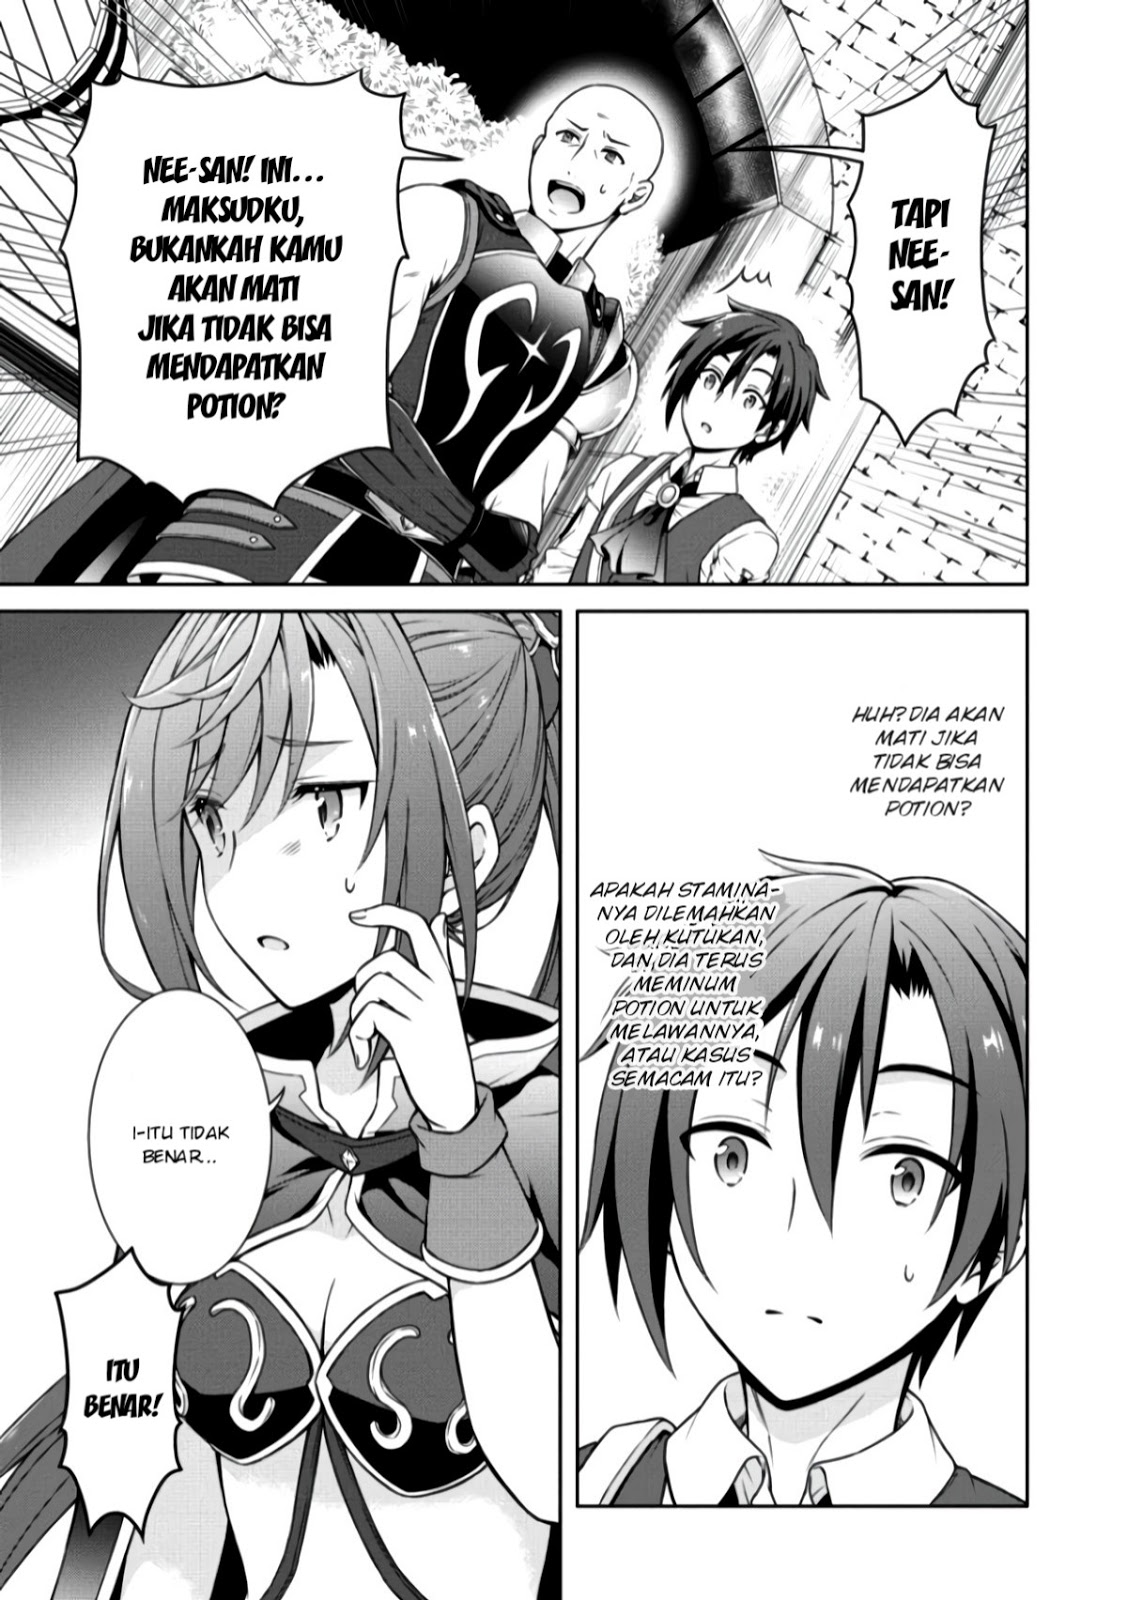 TAPI
NEE-
SAN!
NEE-SAN! INI...
MAKSUDKU,
BUKANKAH KAMU
AKAN MATI
JIKA TIDAK BISA
MENDAPATKAN
POTION?
HUH? DIA AKAN
MATI JIKA
TIDAK BISA
MENDAPATKAN
POTION?
APAKAH STAMINA-
NYA DILEMAHKAN
OLEH KUTUKAN,
DAN DIA TERUS
MEMINUM
POTION UNTUK
MELAWANNYA,
ATAU KASUS
SEMACAM ITU?
I-ITU TIDAK
BENAR..
ITU
BENAR!